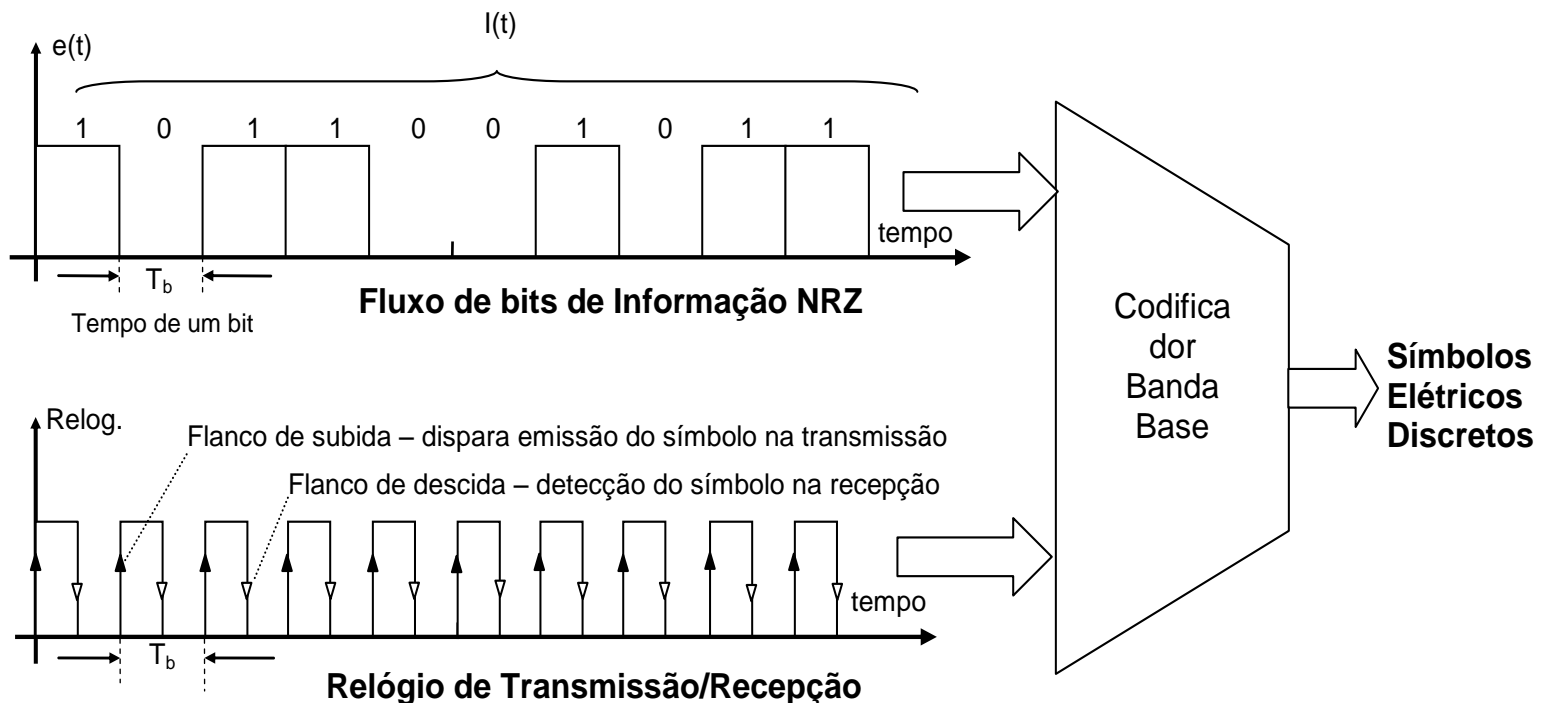 I(t)
e(t)
1 0 1 1 0 0 1 0 1 1
tempo
T_b
Tempo de um bit
Fluxo de bits de Informação NRZ
Relog.
Flanco de subida – dispara emissão do símbolo na transmissão
Flanco de descida – detecção do símbolo na recepção
tempo
T_b
Relógio de Transmissão/Recepção
Codifica
dor
Banda
Base
Símbolos
Elétricos
Discretos